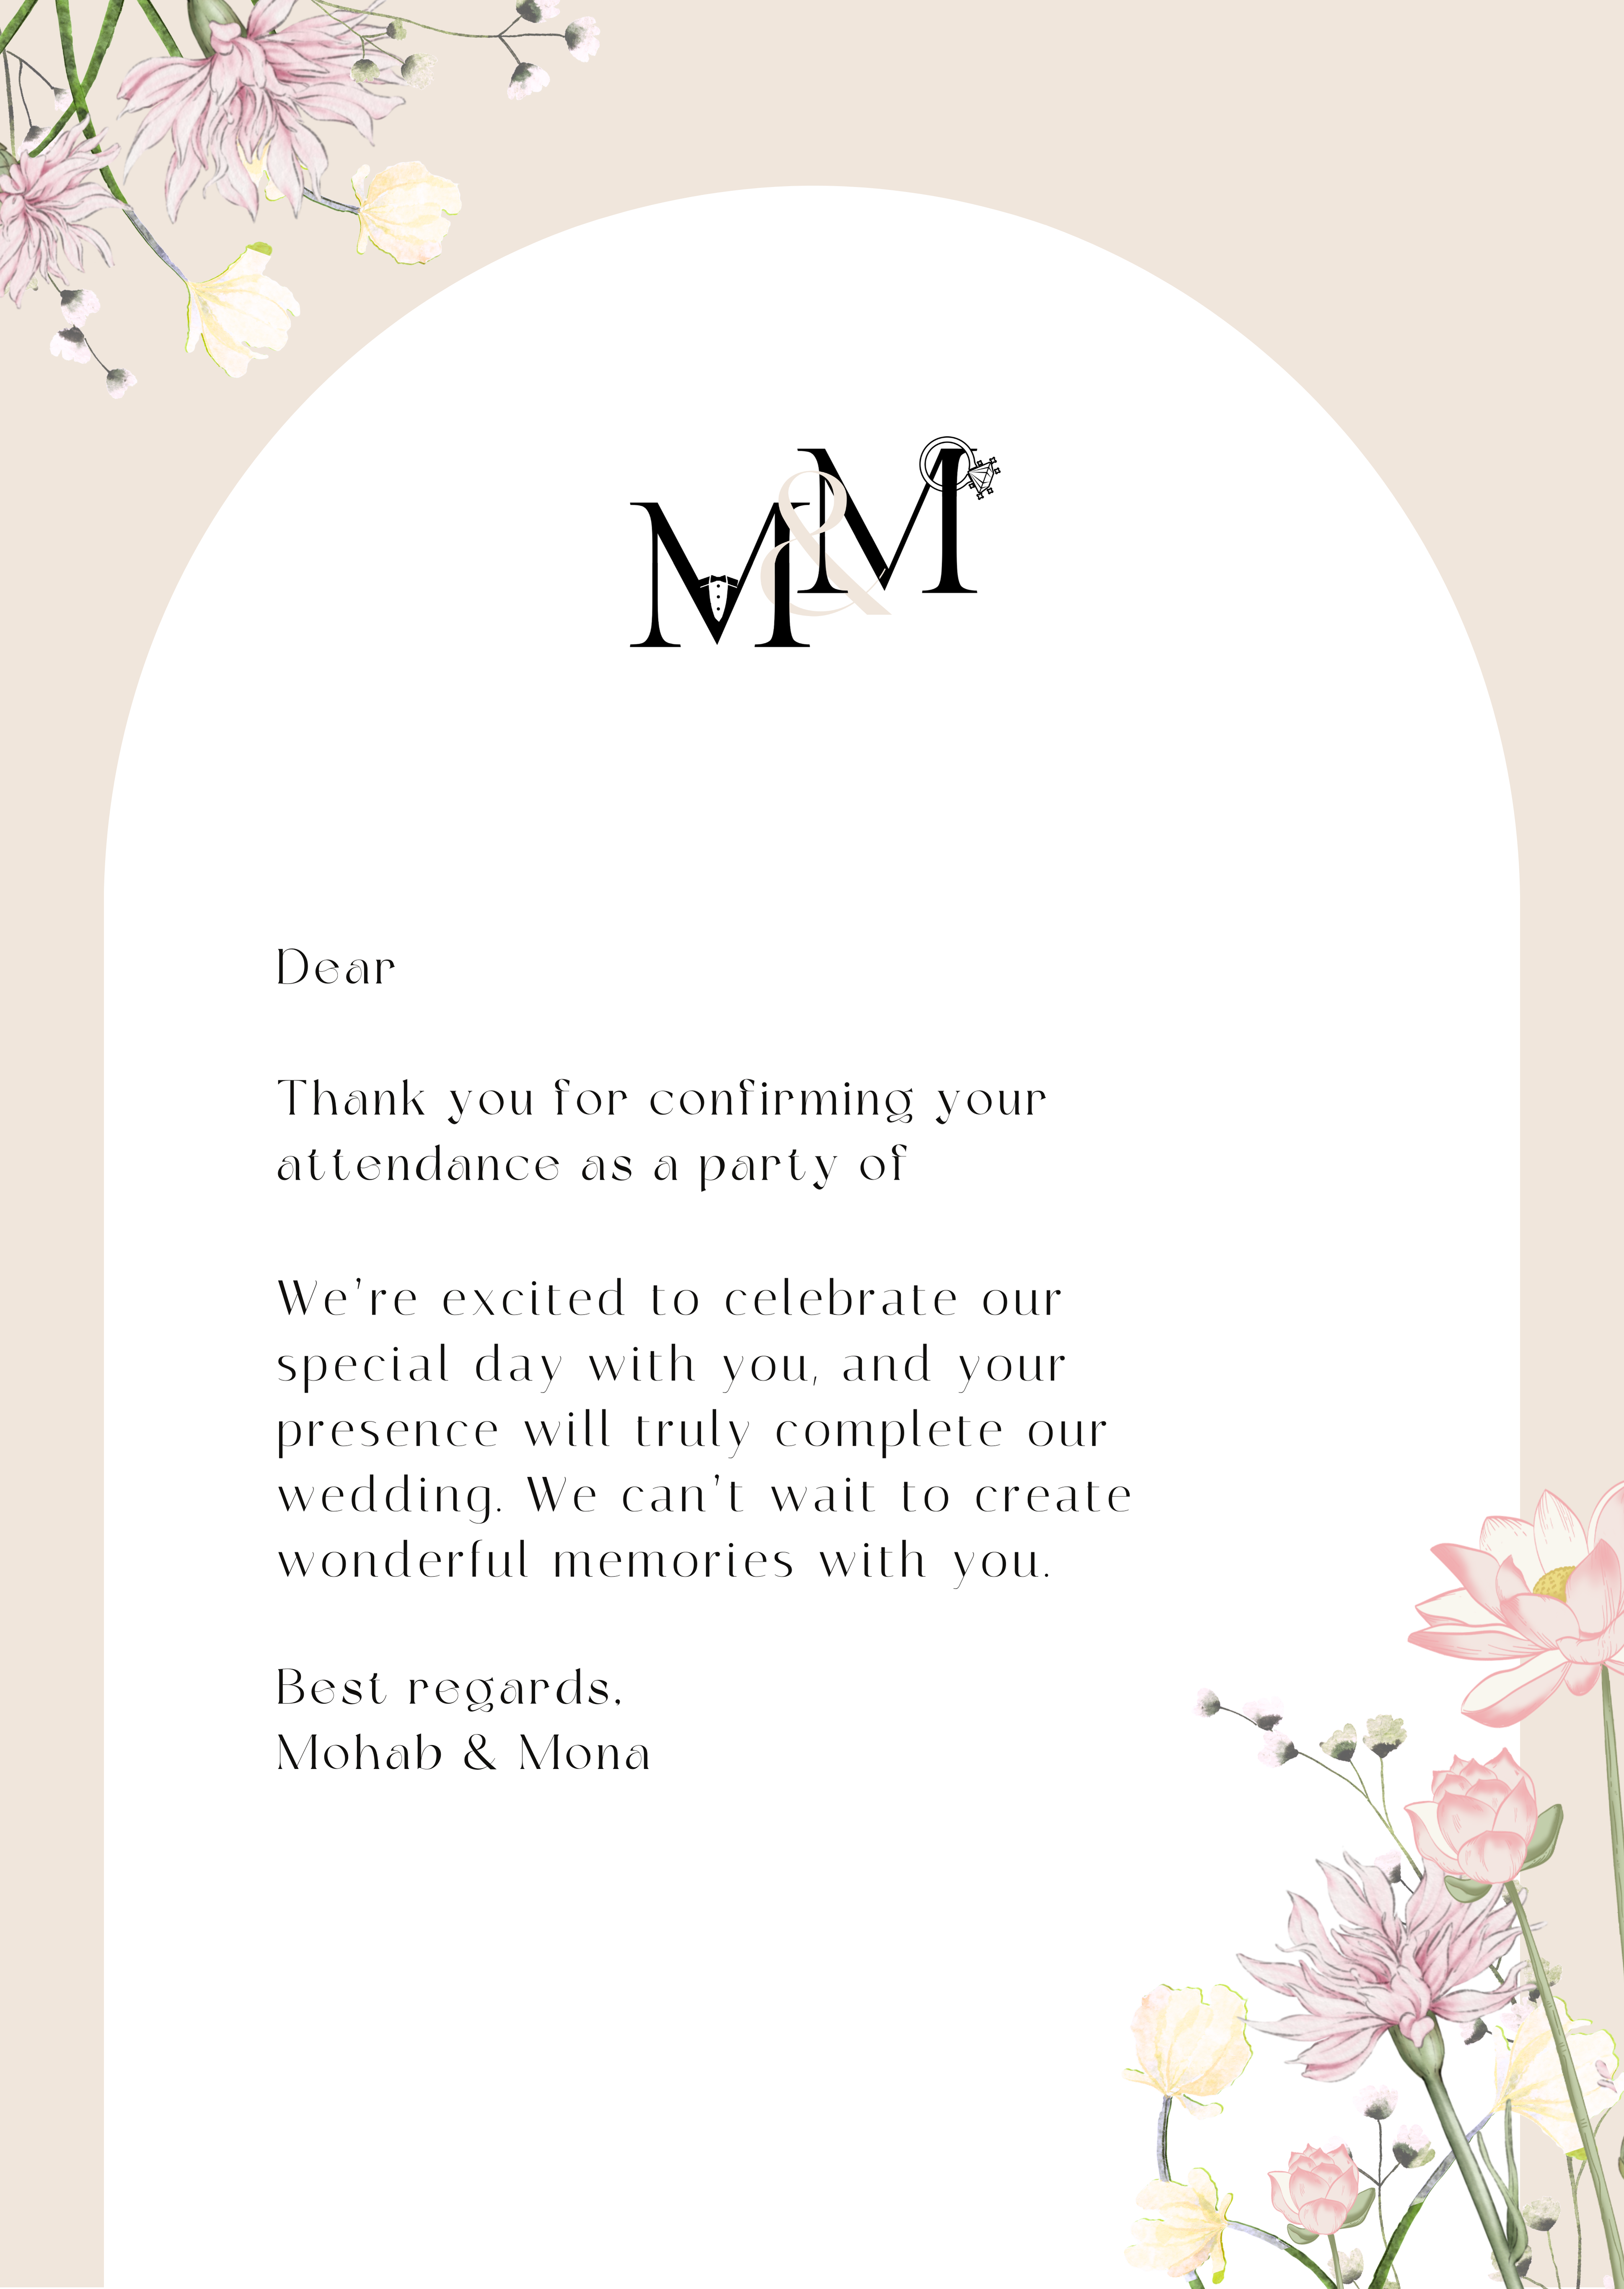 M&M
Dear
Thank you for confirming your
attendance as a party of
We're excited to celebrate our
special day with you, and your
presence will truly complete our
wedding. We can't wait to create
wonderful memories with you.
Best regards,
Mohab & Mona